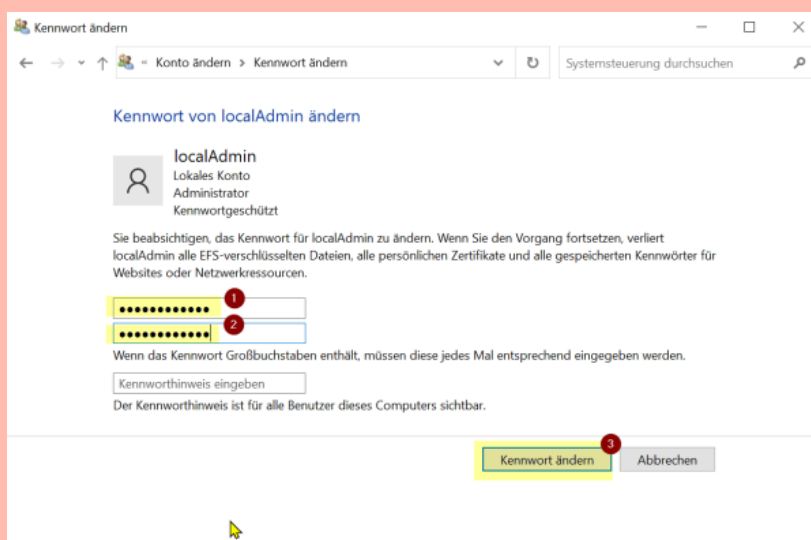 Kennwort ändern
« Konto ändern > Kennwort ändern
Systemsteuerung durchsuchen
Kennwort von localAdmin ändern
localAdmin
Lokales Konto
Administrator
Kennwortgeschützt
Sie beabsichtigen, das Kennwort für localAdmin zu ändern. Wenn Sie den Vorgang fortsetzen, verliert
localAdmin alle EFS-verschlüsselten Dateien, alle persönlichen Zertifikate und alle gespeicherten Kennwörter für
Websites oder Netzwerkressourcen.
●●●●●●●●●●●● 1
●●●●●●●●●●●● 2
Wenn das Kennwort Großbuchstaben enthält, müssen diese jedes Mal entsprechend eingegeben werden.
Kennworthinweis eingeben
Der Kennworthinweis ist für alle Benutzer dieses Computers sichtbar.
3
Kennwort ändern Abbrechen